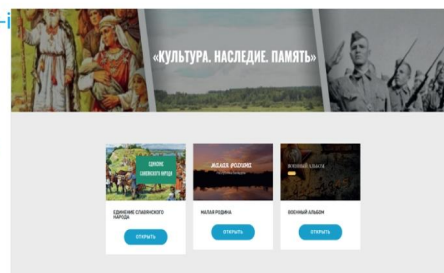 -i
«КУЛЬТУРА. НАСЛЕДИЕ. ПАМЯТЬ»
ЕДИНЕНИЕ
СЛАВЯНСКОГО НАРОДА
МАЛАЯ РОДИНА
ВОЕННЫЙ АЛЬБОМ
ЕДИНЕНИЕ СЛАВЯНСКОГО
НАРОДА
МАЛАЯ РОДИНА
ВОЕННЫЙ АЛЬБОМ
ОТКРЫТЬ
ОТКРЫТЬ
ОТКРЫТЬ